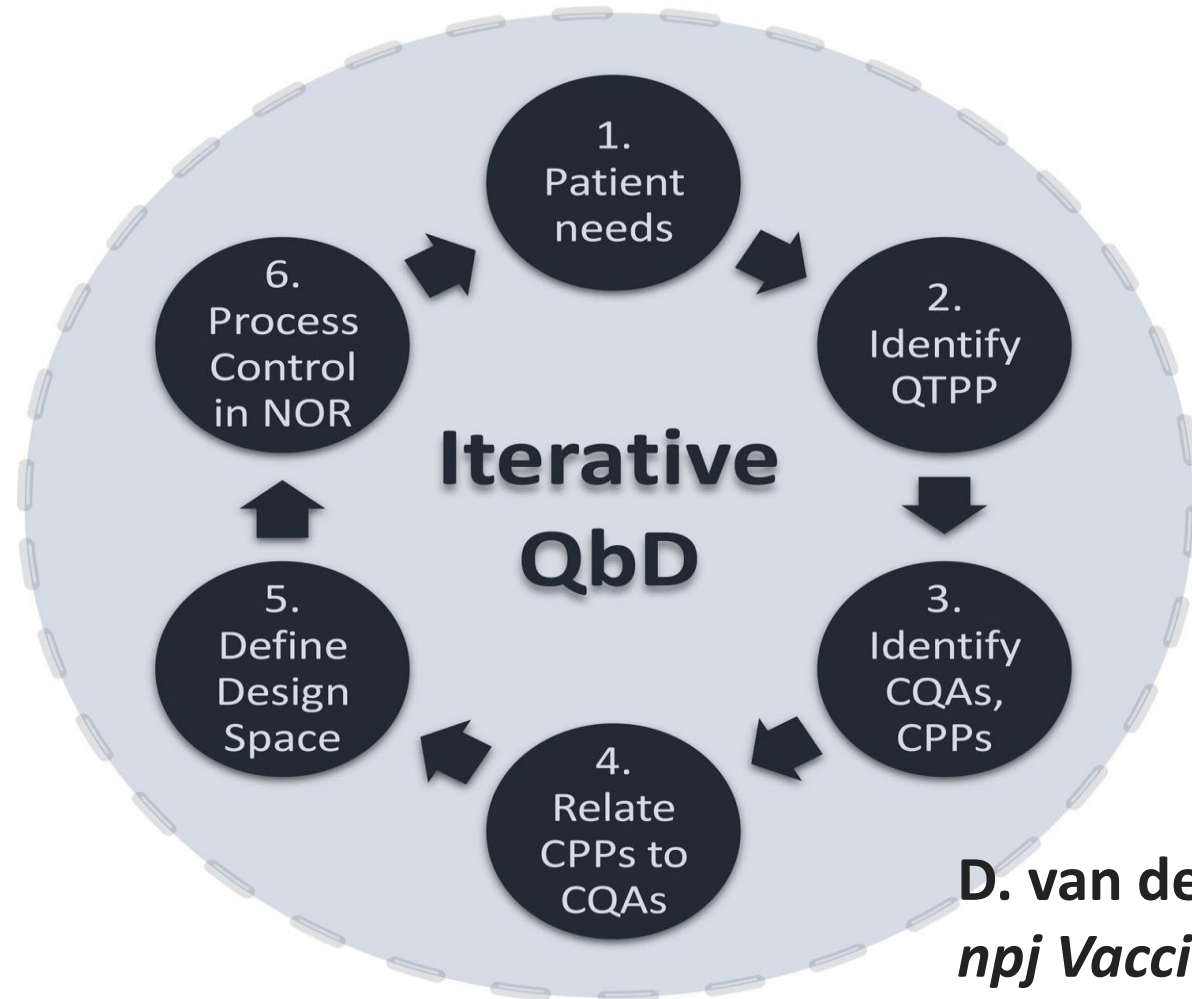 1.
Patient
needs
2.
Identify
QTPP
3.
Identify
CQAs,
CPPs
4.
Relate
CPPs to
CQAs
5.
Define
Design
Space
6.
Process
Control
in NOR
Iterative
QbD
D. van de
npj Vacci